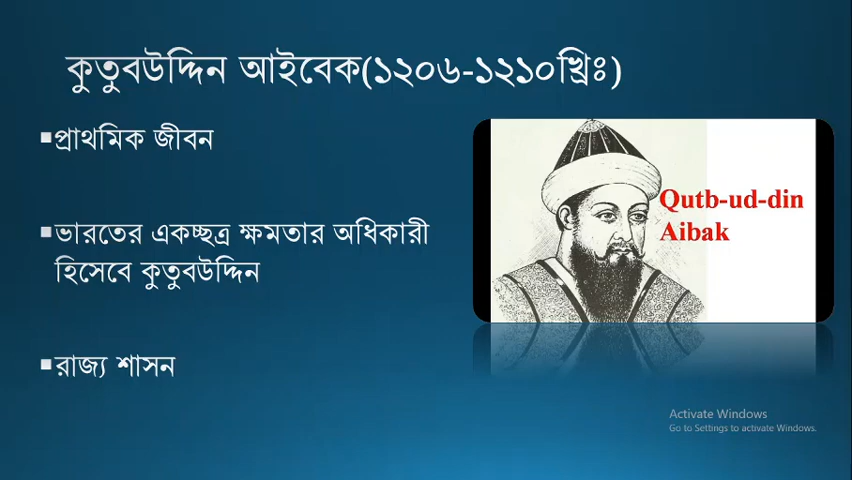 কুতুবউদ্দিন আইবেক(১২০৬-১২১০খ্রিঃ)
▪প্রাথমিক জীবন
▪ভারতের একচ্ছত্র ক্ষমতার অধিকারী
হিসেবে কুতুবউদ্দিন
▪রাজ্য শাসন
Qutb-ud-din
Aibak
Activate Windows
Go to Settings to activate Windows.